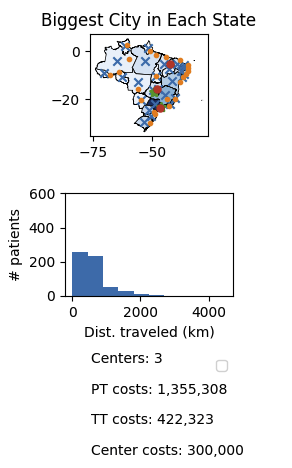 Biggest City in Each State
0
−20
−75
−50
600
400
200
0
# patients
0
2000
4000
Dist. traveled (km)
Centers: 3
PT costs: 1,355,308
TT costs: 422,323
Center costs: 300,000